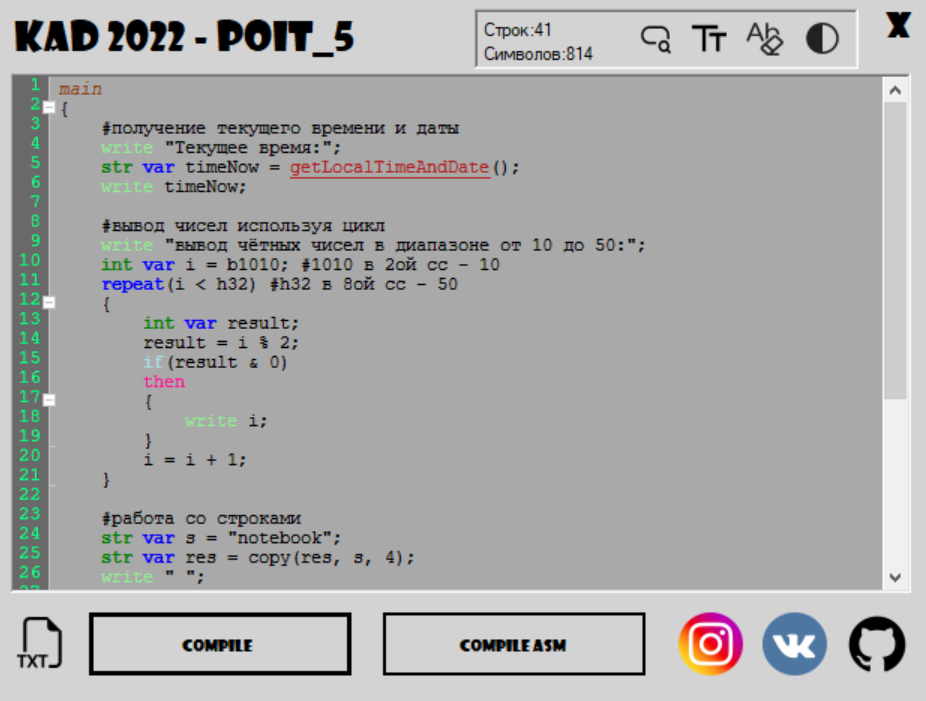 KAD 2022 - POIT_5
Строк:41
Символов:814
X
1 main
2 {
3 #получение текущего времени и даты
4 write "Текущее время:";
5 str var timeNow = getLocalTimeAndDate();
6 write timeNow;
7
8 #вывод чисел используя цикл
9 write "вывод чётных чисел в диапазоне от 10 до 50:";
10 int var i = b1010; #1010 в 2ой сс - 10
11 repeat(i < h32) #h32 в 8ой сс - 50
12 {
13 int var result;
14 result = i % 2;
15 if(result & 0)
16 then
17 {
18 write i;
19 }
20 i = i + 1;
21 }
22
23 #работа со строками
24 str var s = "notebook";
25 str var res = copy(res, s, 4);
26 write " ";
27
TXT
COMPILE
COMPILE ASM